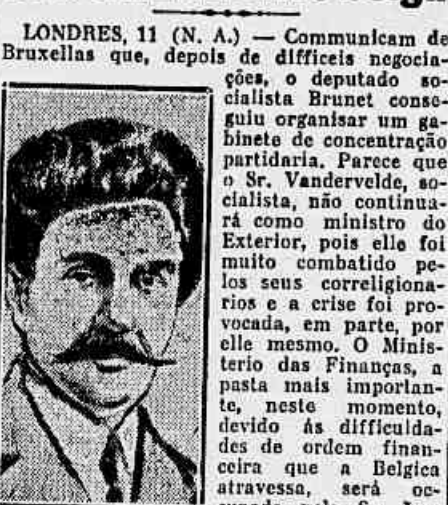 LONDRES, 11 (N. A.) — Communicam de
Bruxellas que, depois de difficeis negocia-
ções, o deputado so-
cialista Brunet conse-
guiu organisar um ga-
binete de concentração
partidaria. Parece que
o Sr. Vandervelde, so-
cialista, não continua-
rá como ministro do
Exterior, pois elle foi
muito combatido pe-
los seus correligiona-
rios e a crise foi pro-
vocada, em parte, por
elle mesmo. O Minis-
terio das Finanças, a
pasta mais importan-
te, neste momento,
devido ás difficulda-
des de ordem finan-
ceira que a Belgica
atravessa, será oc-